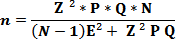 n = Z ² * P * Q * N / (N − 1)E² + Z ² P Q